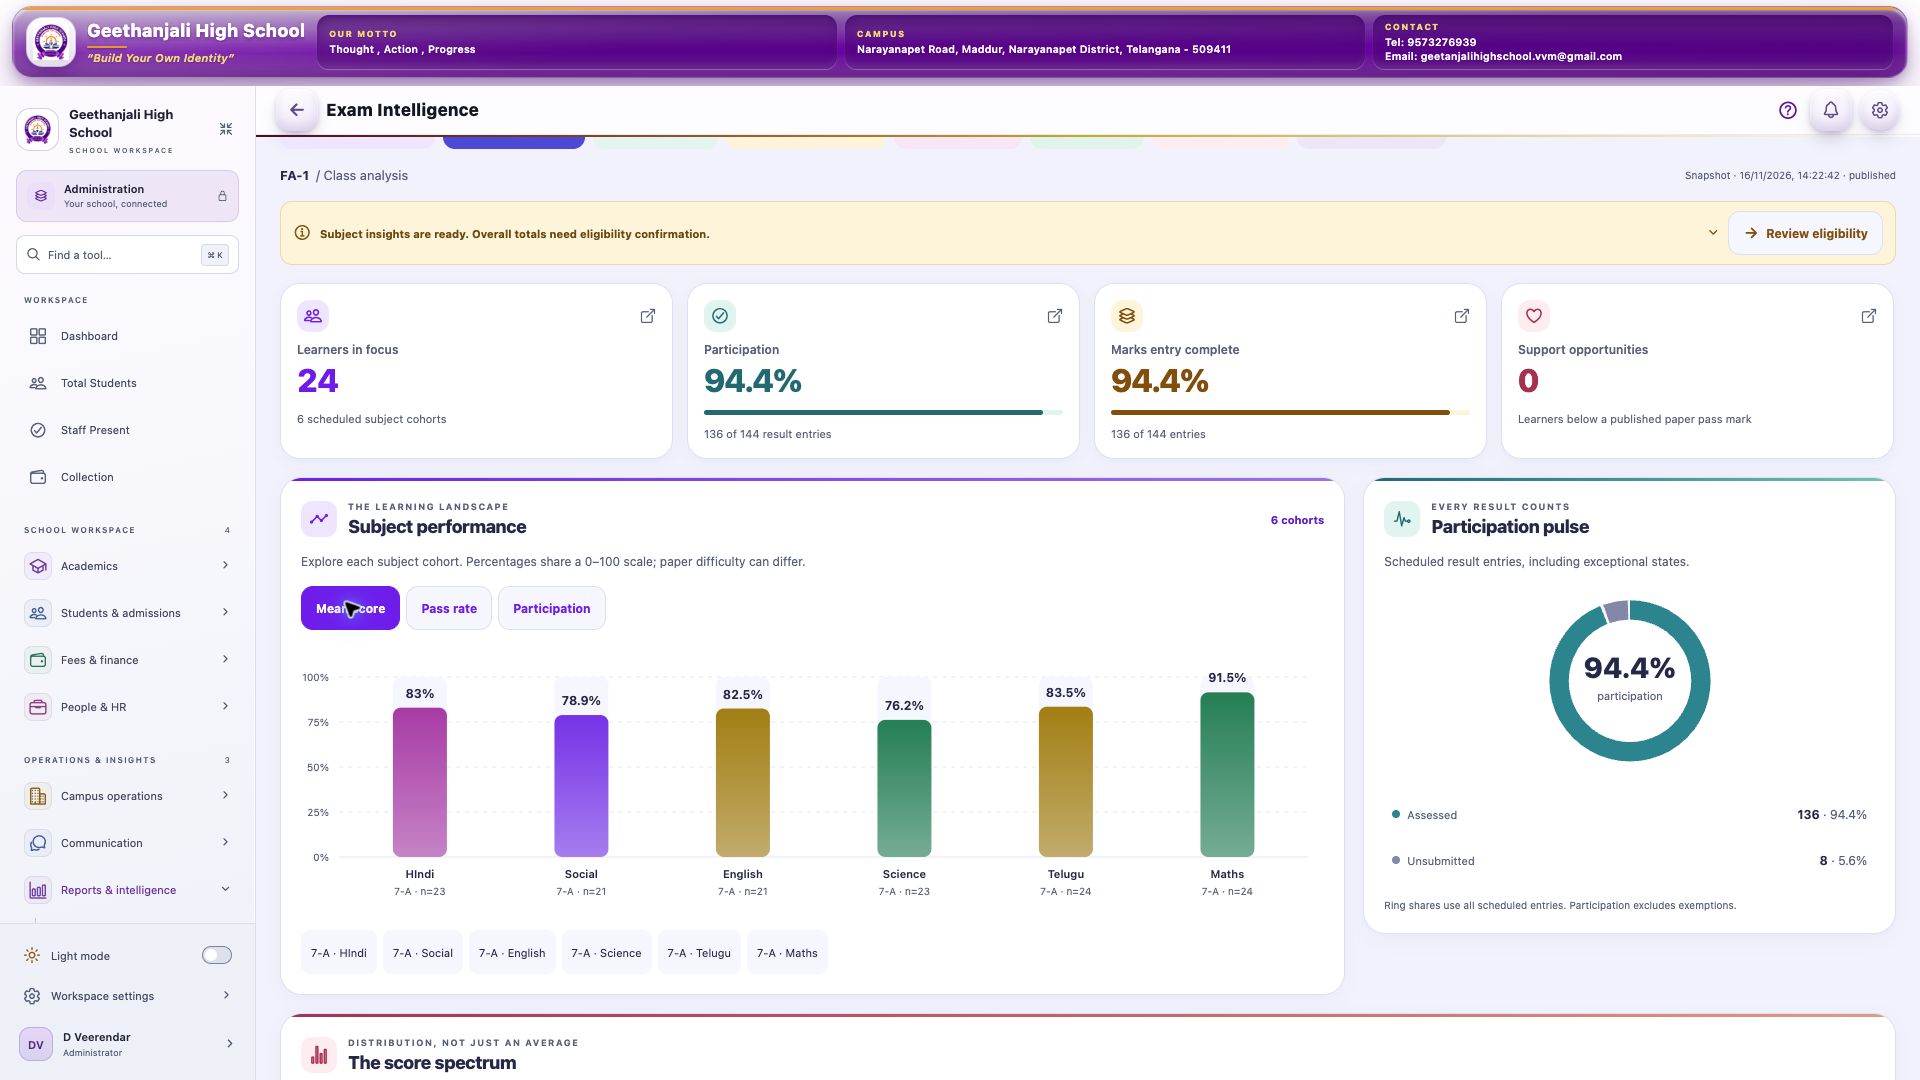 Geethanjali High School
"Build Your Own Identity"
OUR MOTTO
Thought , Action , Progress
CAMPUS
Narayanapet Road, Maddur, Narayanapet District, Telangana - 509411
CONTACT
Tel: 9573276939
Email: geetanjalihighschool.vvm@gmail.com
Geethanjali High
School
SCHOOL WORKSPACE
Administration
Your school, connected
Find a tool...
⌘ K
WORKSPACE
Dashboard
Total Students
Staff Present
Collection
SCHOOL WORKSPACE 4
Academics
Students & admissions
Fees & finance
People & HR
OPERATIONS & INSIGHTS 3
Campus operations
Communication
Reports & intelligence
Light mode
Workspace settings
DV
D Veerendar
Administrator
Exam Intelligence
FA-1 / Class analysis
Snapshot · 16/11/2026, 14:22:42 · published
Subject insights are ready. Overall totals need eligibility confirmation.
Review eligibility
Learners in focus
24
6 scheduled subject cohorts
Participation
94.4%
136 of 144 result entries
Marks entry complete
94.4%
136 of 144 entries
Support opportunities
0
Learners below a published paper pass mark
THE LEARNING LANDSCAPE
Subject performance
6 cohorts
Explore each subject cohort. Percentages share a 0–100 scale; paper difficulty can differ.
Pass rate
Participation
100%
75%
50%
25%
0%
83%
78.9%
82.5%
76.2%
83.5%
91.5%
HIndi
Social
English
Science
Telugu
Maths
7-A · n=23
7-A · n=21
7-A · n=21
7-A · n=23
7-A · n=24
7-A · n=24
7-A · HIndi
7-A · Social
7-A · English
7-A · Science
7-A · Telugu
7-A · Maths
EVERY RESULT COUNTS
Participation pulse
Scheduled result entries, including exceptional states.
94.4%
participation
Assessed
136 · 94.4%
Unsubmitted
8 · 5.6%
Ring shares use all scheduled entries. Participation excludes exemptions.
DISTRIBUTION, NOT JUST AN AVERAGE
The score spectrum